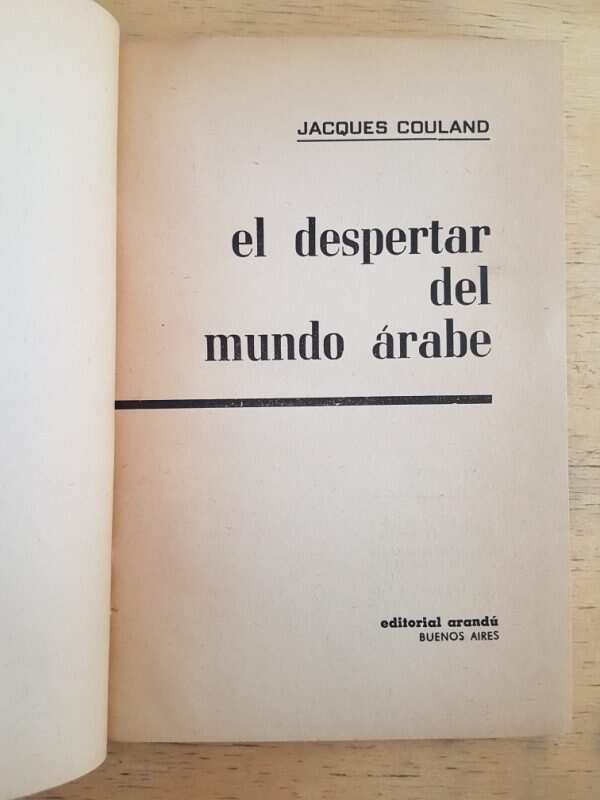 JACQUES COULAND
el despertar
del
mundo árabe
editorial arandú
BUENOS AIRES